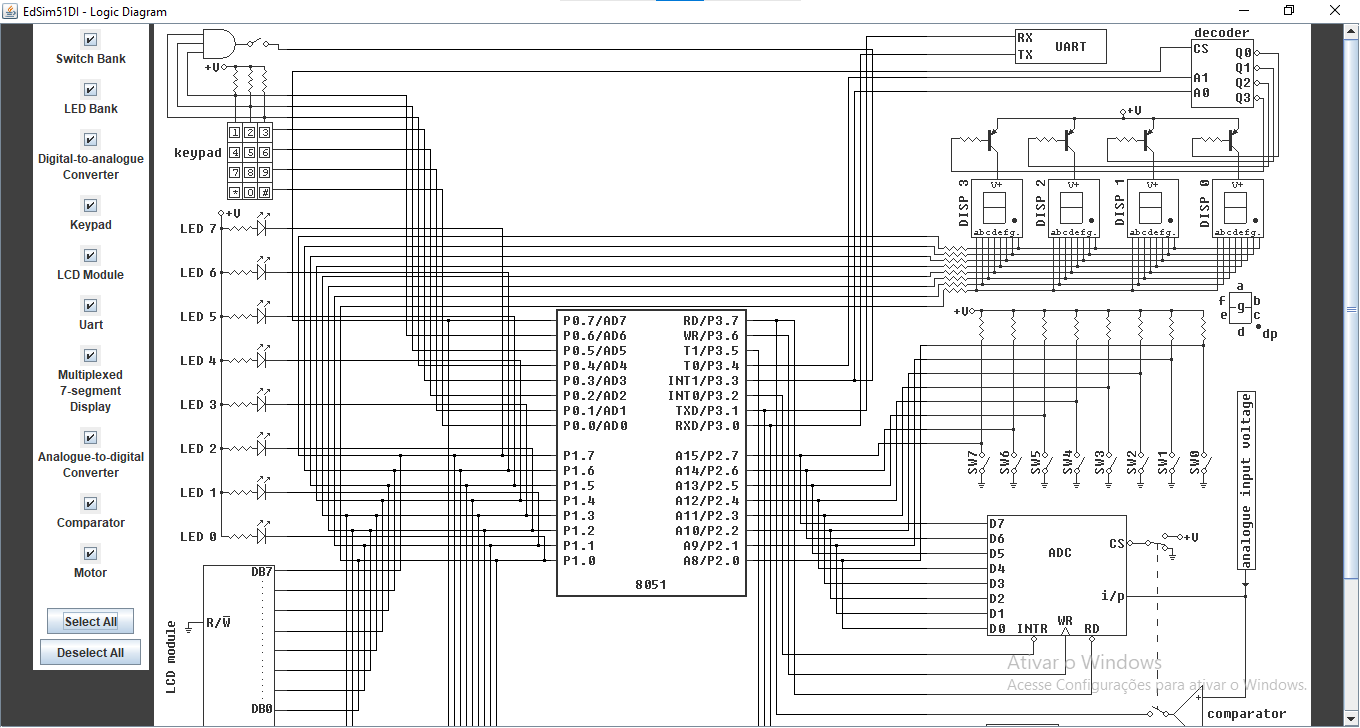 EdSim51DI - Logic Diagram
Switch Bank
LED Bank
Digital-to-analogue
Converter
Keypad
LCD Module
Uart
Multiplexed
7-segment
Display
Analogue-to-digital
Converter
Comparator
Motor
Select All
Deselect All
+V
keypad
1 2 3
4 5 6
7 8 9
* 0 #
+V
LED 7
LED 6
LED 5
LED 4
LED 3
LED 2
LED 1
LED 0
LCD module
R/W̅
DB7
DB0
RX
TX
UART
decoder
CS
A1
A0
Q0
Q1
Q2
Q3
+V
DISP 3
V+
abcdefg.
DISP 2
V+
abcdefg.
DISP 1
V+
abcdefg.
DISP 0
V+
abcdefg.
a
f b
g
e c
d
dp
P0.7/AD7 RD/P3.7
P0.6/AD6 WR/P3.6
P0.5/AD5 T1/P3.5
P0.4/AD4 T0/P3.4
P0.3/AD3 INT1/P3.3
P0.2/AD2 INT0/P3.2
P0.1/AD1 TXD/P3.1
P0.0/AD0 RXD/P3.0
P1.7 A15/P2.7
P1.6 A14/P2.6
P1.5 A13/P2.5
P1.4 A12/P2.4
P1.3 A11/P2.3
P1.2 A10/P2.2
P1.1 A9/P2.1
P1.0 A8/P2.0
8051
+V
SW7
SW6
SW5
SW4
SW3
SW2
SW1
SW0
analogue input voltage
D7
D6
D5
D4
D3
D2
D1
D0
ADC
CS
+V
i/p
INTR
WR
RD
Ativar o Windows
Acesse Configurações para ativar o Windows.
+
comparator